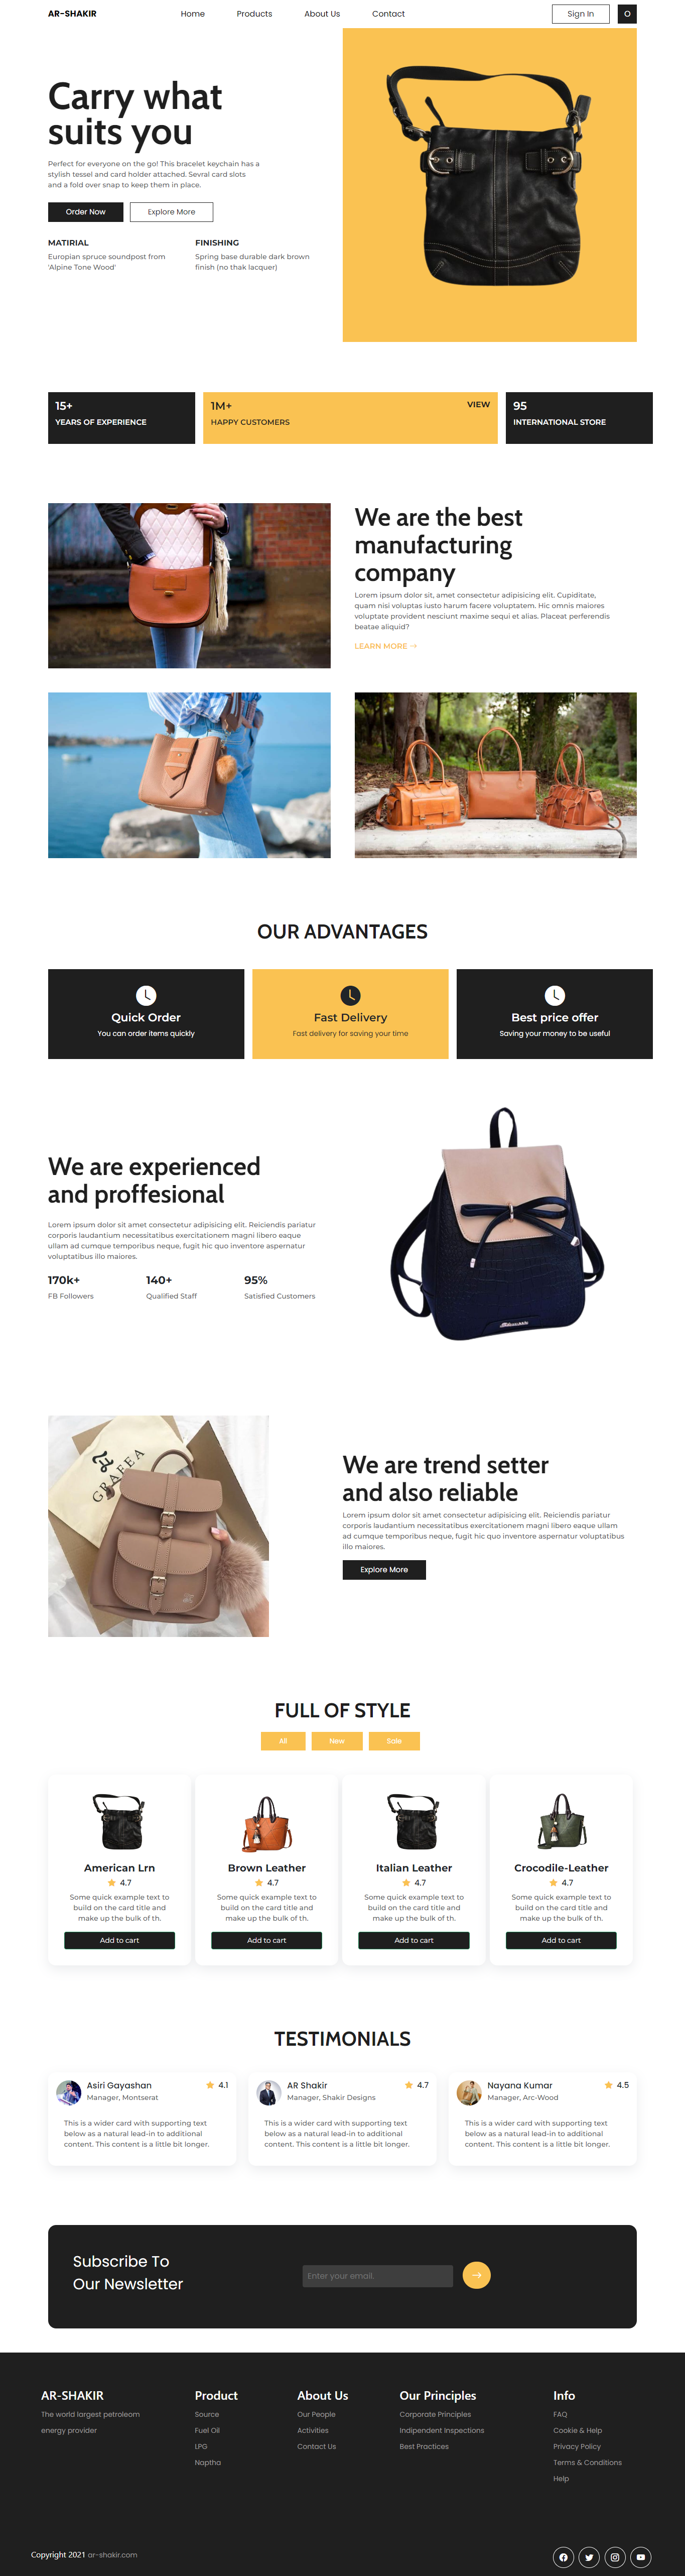 AR-SHAKIR
Home
Products
About Us
Contact
Sign In
O
Carry what
suits you
Perfect for everyone on the go! This bracelet keychain has a
stylish tessel and card holder attached. Sevral card slots
and a fold over snap to keep them in place.
Order Now
Explore More
MATIRIAL
Europian spruce soundpost from
'Alpine Tone Wood'
FINISHING
Spring base durable dark brown
finish (no thak lacquer)
15+
YEARS OF EXPERIENCE
1M+
HAPPY CUSTOMERS
VIEW
95
INTERNATIONAL STORE
We are the best
manufacturing
company
Lorem ipsum dolor sit, amet consectetur adipisicing elit. Cupiditate,
quam nisi voluptas iusto harum facere voluptatem. Hic omnis maiores
voluptate provident nesciunt maxime sequi et alias. Placeat perferendis
beatae aliquid?
LEARN MORE →
OUR ADVANTAGES
Quick Order
You can order items quickly
Fast Delivery
Fast delivery for saving your time
Best price offer
Saving your money to be useful
We are experienced
and proffesional
Lorem ipsum dolor sit amet consectetur adipisicing elit. Reiciendis pariatur
corporis laudantium necessitatibus exercitationem magni libero eaque
ullam ad cumque temporibus neque, fugit hic quo inventore aspernatur
voluptatibus illo maiores.
170k+
FB Followers
140+
Qualified Staff
95%
Satisfied Customers
GRAFEA
We are trend setter
and also reliable
Lorem ipsum dolor sit amet consectetur adipisicing elit. Reiciendis pariatur
corporis laudantium necessitatibus exercitationem magni libero eaque ullam
ad cumque temporibus neque, fugit hic quo inventore aspernatur voluptatibus
illo maiores.
Explore More
FULL OF STYLE
All
New
Sale
American Lrn
4.7
Some quick example text to
build on the card title and
make up the bulk of th.
Add to cart
Brown Leather
4.7
Some quick example text to
build on the card title and
make up the bulk of th.
Add to cart
Italian Leather
4.7
Some quick example text to
build on the card title and
make up the bulk of th.
Add to cart
Crocodile-Leather
4.7
Some quick example text to
build on the card title and
make up the bulk of th.
Add to cart
TESTIMONIALS
Asiri Gayashan
4.1
Manager, Montserat
This is a wider card with supporting text
below as a natural lead-in to additional
content. This content is a little bit longer.
AR Shakir
4.7
Manager, Shakir Designs
This is a wider card with supporting text
below as a natural lead-in to additional
content. This content is a little bit longer.
Nayana Kumar
4.5
Manager, Arc-Wood
This is a wider card with supporting text
below as a natural lead-in to additional
content. This content is a little bit longer.
Subscribe To
Our Newsletter
Enter your email.
AR-SHAKIR
The world largest petroleom
energy provider
Product
Source
Fuel Oil
LPG
Naptha
About Us
Our People
Activities
Contact Us
Our Principles
Corporate Principles
Indipendent Inspections
Best Practices
Info
FAQ
Cookie & Help
Privacy Policy
Terms & Conditions
Help
Copyright 2021 ar-shakir.com